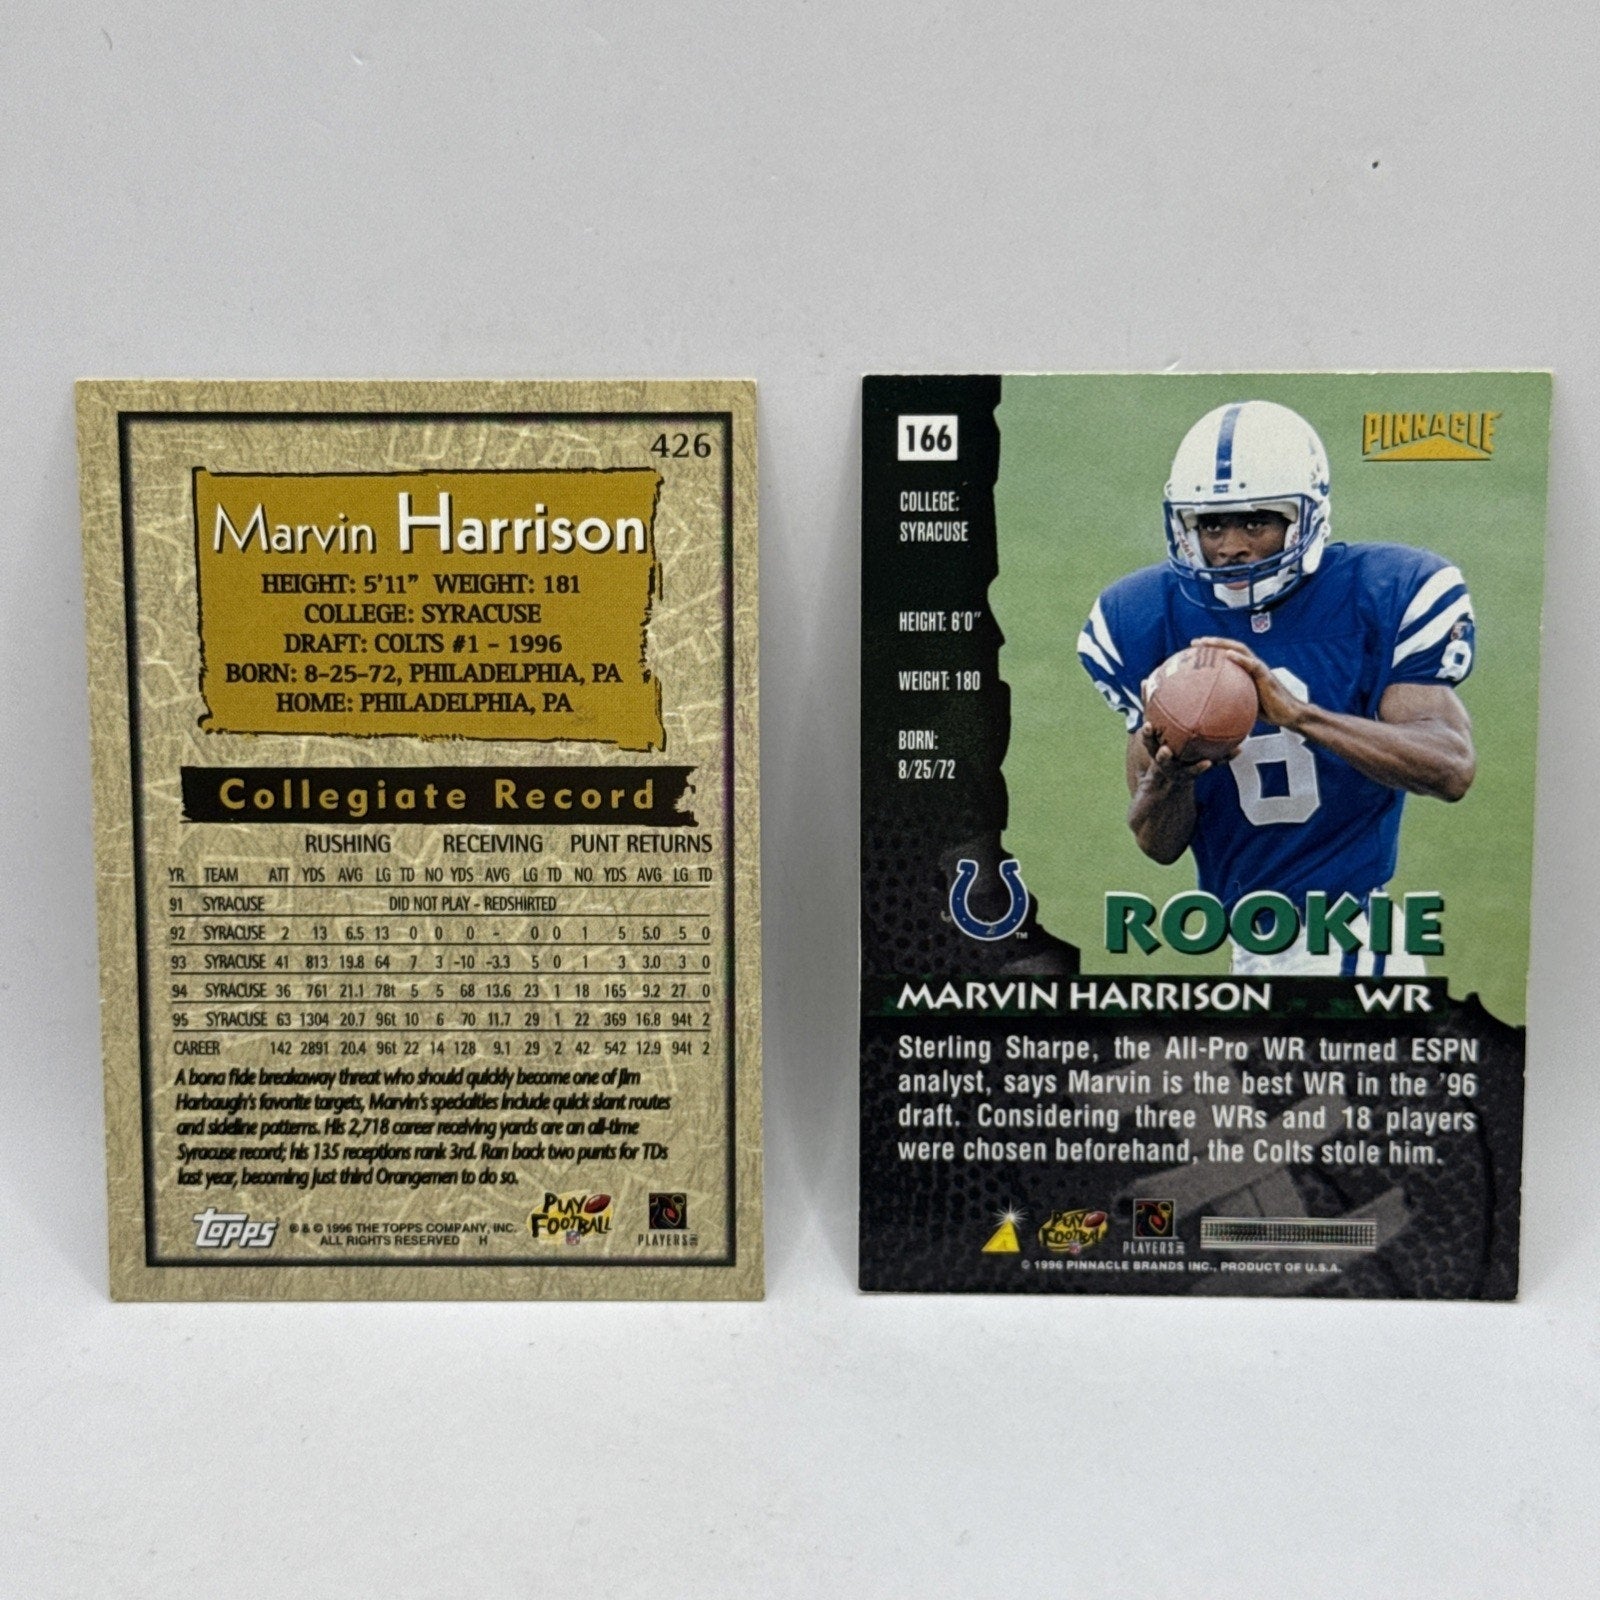 426
Marvin Harrison
HEIGHT: 5'11" WEIGHT: 181
COLLEGE: SYRACUSE
DRAFT: COLTS #1 - 1996
BORN: 8-25-72, PHILADELPHIA, PA
HOME: PHILADELPHIA, PA
Collegiate Record
RUSHING RECEIVING PUNT RETURNS
YR TEAM ATT YDS AVG LG TD NO YDS AVG LG TD NO YDS AVG LG TD
91 SYRACUSE DID NOT PLAY - REDSHIRTED
92 SYRACUSE 2 13 6.5 13 0 0 0 - 0 0 1 5 5.0 5 0
93 SYRACUSE 41 813 19.8 64 7 3 -10 -3.3 5 0 1 3 3.0 3 0
94 SYRACUSE 36 761 21.1 78t 5 5 68 13.6 23 1 18 165 9.2 27 0
95 SYRACUSE 63 1304 20.7 96t 10 6 70 11.7 29 1 22 369 16.8 94t 2
CAREER 142 2891 20.4 96t 22 14 128 9.1 29 2 42 542 12.9 94t 2
A bona fide breakaway threat who should quickly become one of Jim
Harbaugh's favorite targets, Marvin's specialties include quick slant routes
and sideline patterns. His 2,718 career receiving yards are an all-time
Syracuse record; his 135 receptions rank 3rd. Ran back two punts for TDs
last year, becoming just third Orangemen to do so.
TOPPS
® & © 1996 THE TOPPS COMPANY, INC.
ALL RIGHTS RESERVED H
PLAY
FOOTBALL
PLAYERS INC
166
PINNACLE
COLLEGE:
SYRACUSE
HEIGHT: 6'0"
WEIGHT: 180
BORN:
8/25/72
8
8
8
TM
ROOKIE
MARVIN HARRISON WR
Sterling Sharpe, the All-Pro WR turned ESPN
analyst, says Marvin is the best WR in the '96
draft. Considering three WRs and 18 players
were chosen beforehand, the Colts stole him.
PLAY
FOOTBALL
PLAYERS INC
© 1996 PINNACLE BRANDS INC., PRODUCT OF U.S.A.